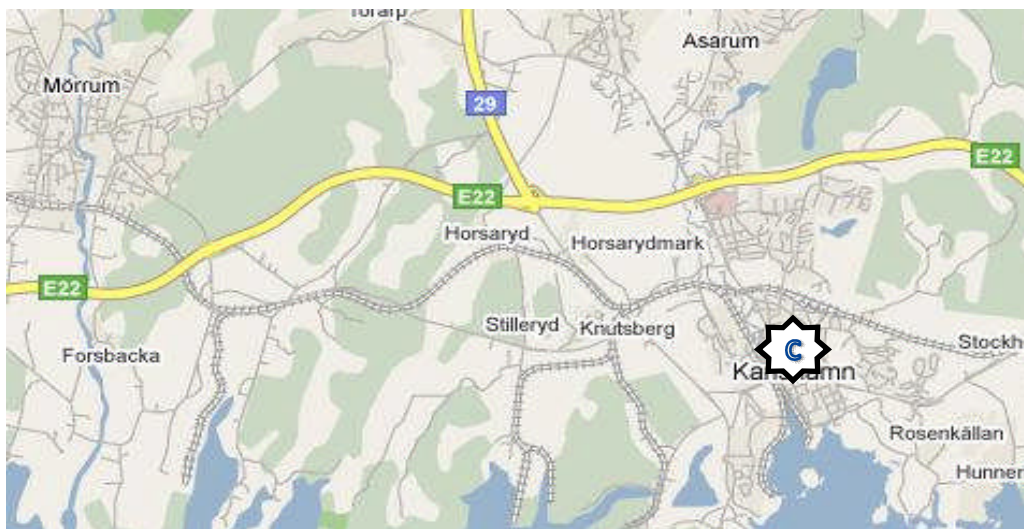 Asarum
Mörrum
29
E22
E22
Horsaryd
Horsarydmark
E22
Stilleryd
Knutsberg
Forsbacka
C
Rosenkällan